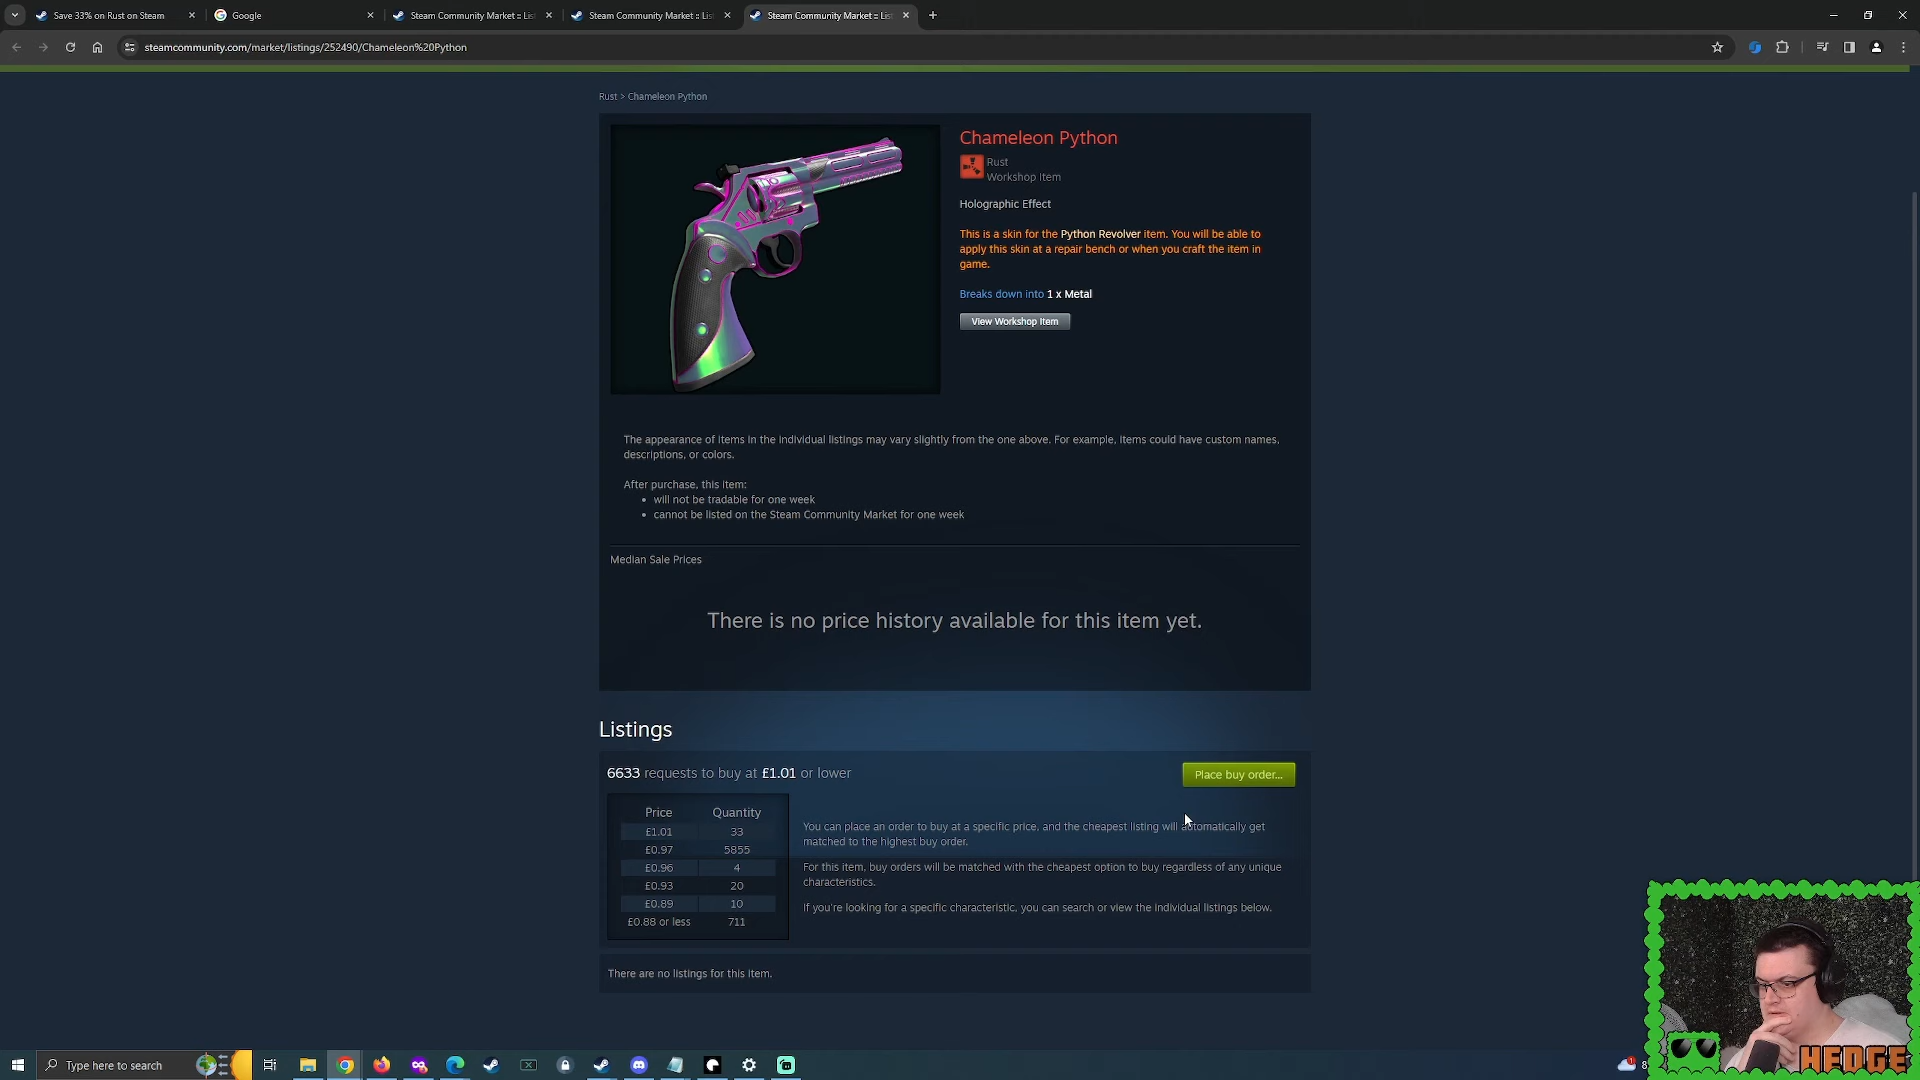 Save 33% on Rust on Steam
Google
Steam Community Market :: Lis
Steam Community Market :: Lis
Steam Community Market :: Lis
steamcommunity.com/market/listings/252490/Chameleon%20Python
Rust > Chameleon Python
Chameleon Python
Rust
Workshop Item
Holographic Effect
This is a skin for the Python Revolver item. You will be able to
apply this skin at a repair bench or when you craft the item in
game.
Breaks down into 1 x Metal
View Workshop Item
The appearance of items in the individual listings may vary slightly from the one above. For example, items could have custom names,
descriptions, or colors.
After purchase, this item:
• will not be tradable for one week
• cannot be listed on the Steam Community Market for one week
Median Sale Prices
There is no price history available for this item yet.
Listings
6633 requests to buy at £1.01 or lower
Place buy order...
Price Quantity
£1.01 33
£0.97 5855
£0.96 4
£0.93 20
£0.89 10
£0.88 or less 711
You can place an order to buy at a specific price, and the cheapest listing will automatically get
matched to the highest buy order.
For this item, buy orders will be matched with the cheapest option to buy regardless of any unique
characteristics.
If you're looking for a specific characteristic, you can search or view the individual listings below.
There are no listings for this item.
HEDGE
Type here to search
1
8